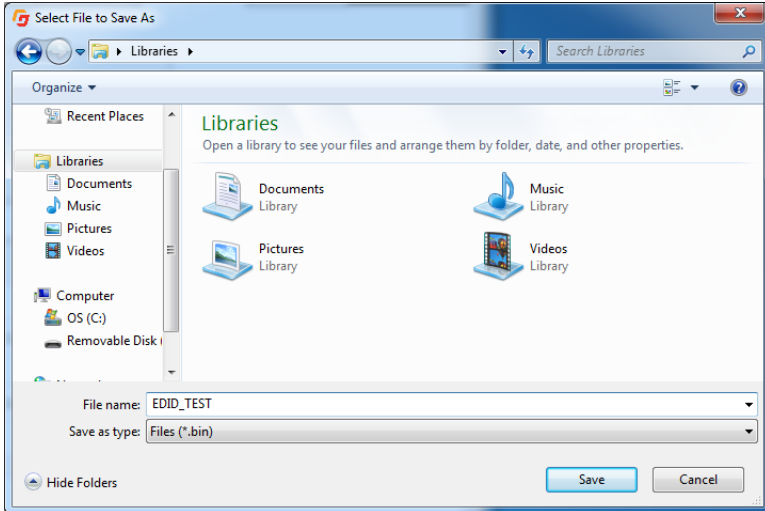 Select File to Save As
Libraries
Search Libraries
Organize
Recent Places
Libraries
Documents
Music
Pictures
Videos
Computer
OS (C:)
Removable Disk
Libraries
Open a library to see your files and arrange them by folder, date, and other properties.
Documents
Library
Music
Library
Pictures
Library
Videos
Library
File name: EDID_TEST
Save as type: Files (*.bin)
Hide Folders
Save
Cancel